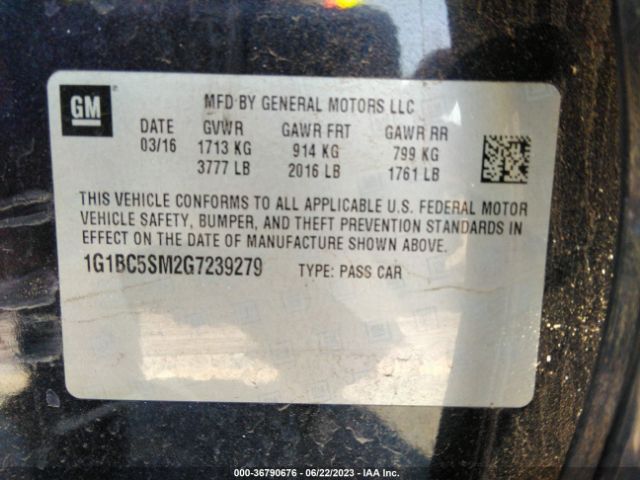 GM
MFD BY GENERAL MOTORS LLC
DATE GVWR GAWR FRT GAWR RR
03/16 1713 KG 914 KG 799 KG
3777 LB 2016 LB 1761 LB
THIS VEHICLE CONFORMS TO ALL APPLICABLE U.S. FEDERAL MOTOR
VEHICLE SAFETY, BUMPER, AND THEFT PREVENTION STANDARDS IN
EFFECT ON THE DATE OF MANUFACTURE SHOWN ABOVE.
1G1BC5SM2G7239279 TYPE: PASS CAR
000-36790676 - 06/22/2023 - IAA Inc.